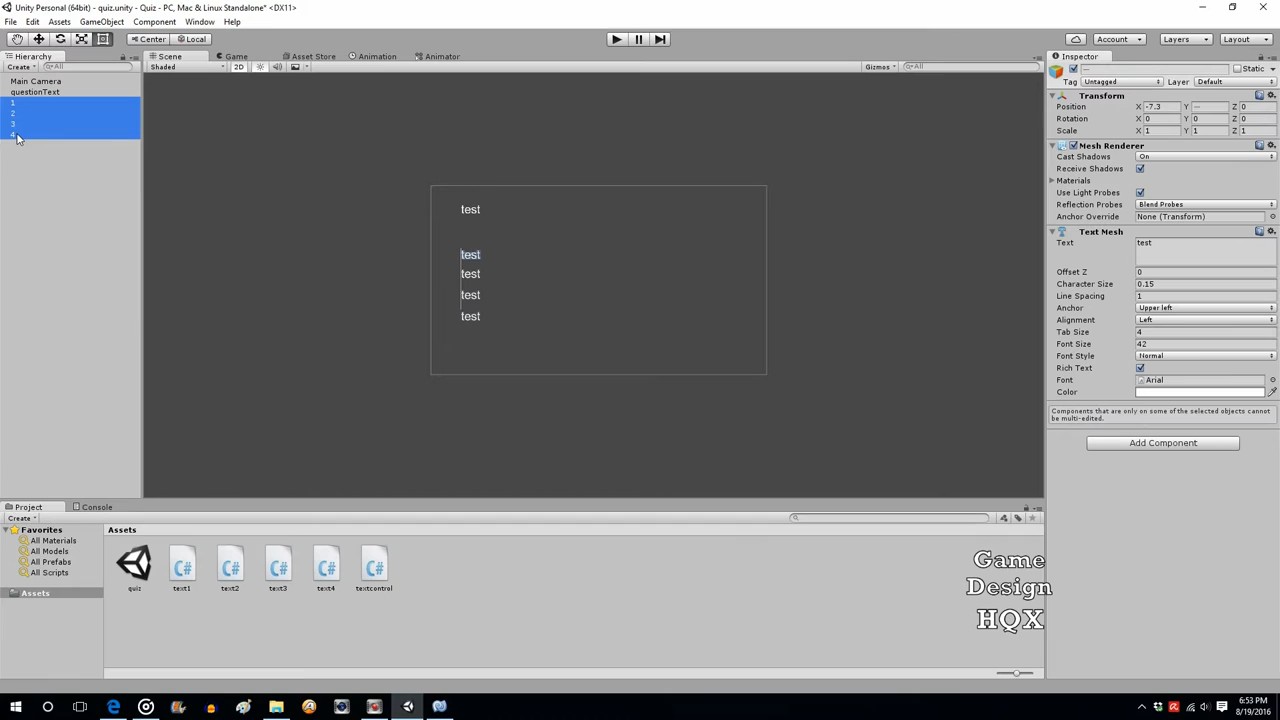 Unity Personal (64bit) - quiz.unity - Quiz - PC, Mac & Linux Standalone* <DX11>
File Edit Assets GameObject Component Window Help
Center Local Account Layers Layout
Hierarchy Scene Game Asset Store Animation Animator Inspector
Create All Shaded 2D Gizmos All Static
Tag Untagged Layer Default
Main Camera
questionText
1
2
3
4
Transform
Position X -7.3 Y — Z 0
Rotation X 0 Y 0 Z 0
Scale X 1 Y 1 Z 1
Mesh Renderer
Cast Shadows On
Receive Shadows
Materials
Use Light Probes
Reflection Probes Blend Probes
Anchor Override None (Transform)
Text Mesh
Text test
Offset Z 0
Character Size 0.15
Line Spacing 1
Anchor Upper left
Alignment Left
Tab Size 4
Font Size 42
Font Style Normal
Rich Text
Font Arial
Color
Components that are only on some of the selected objects cannot
be multi-edited.
Add Component
test
test
test
test
test
Project Console
Create
Favorites
All Materials
All Models
All Prefabs
All Scripts
Assets
Assets
quiz text1 text2 text3 text4 textcontrol
Game
Design
HQX
6:53 PM
8/19/2016